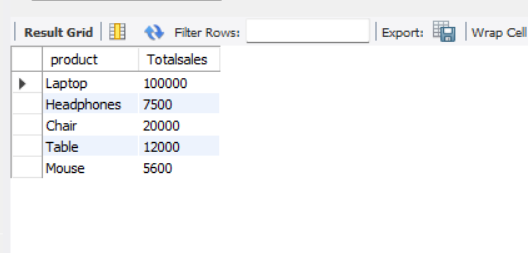 Result Grid Filter Rows: Export: Wrap Cell
product Totalsales
Laptop 100000
Headphones 7500
Chair 20000
Table 12000
Mouse 5600